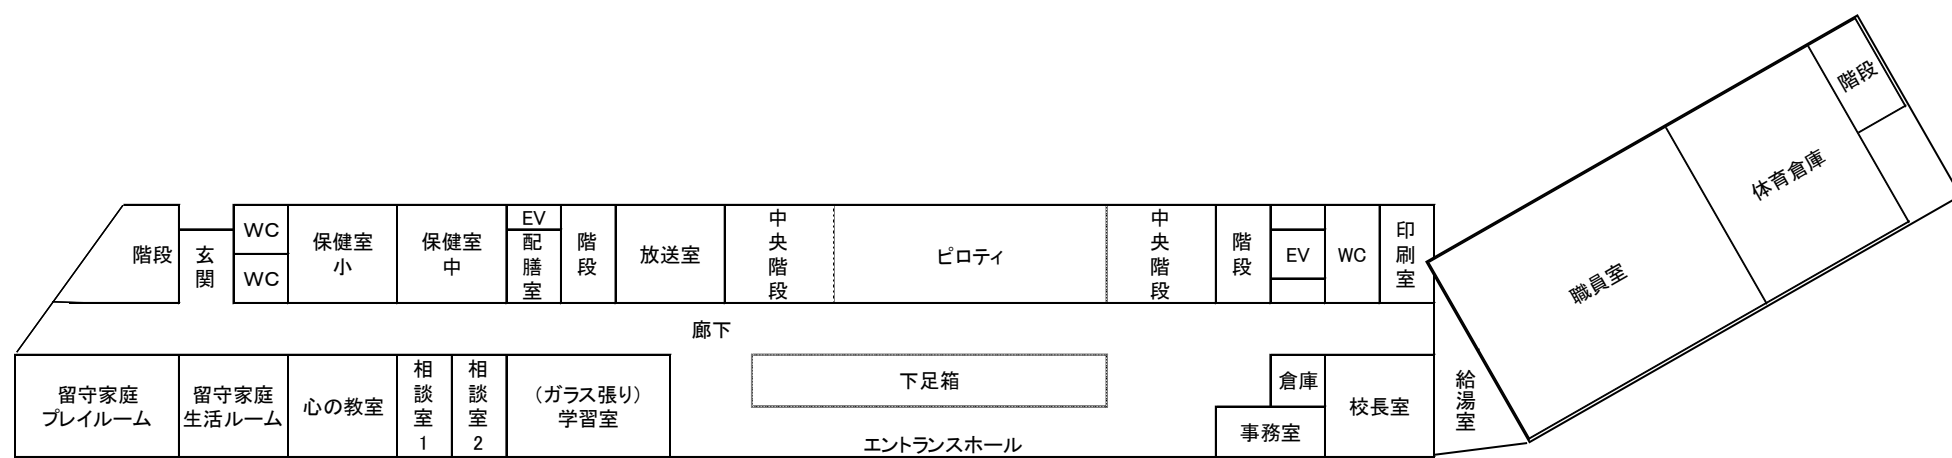 階段
玄関
WC
WC
保健室
小
保健室
中
EV
配膳室
階段
放送室
中央階段
ピロティ
中央階段
階段
EV
WC
印刷室
職員室
体育倉庫
階段
廊下
留守家庭
プレイルーム
留守家庭
生活ルーム
心の教室
相談室1
相談室2
(ガラス張り)
学習室
下足箱
エントランスホール
倉庫
事務室
校長室
給湯室